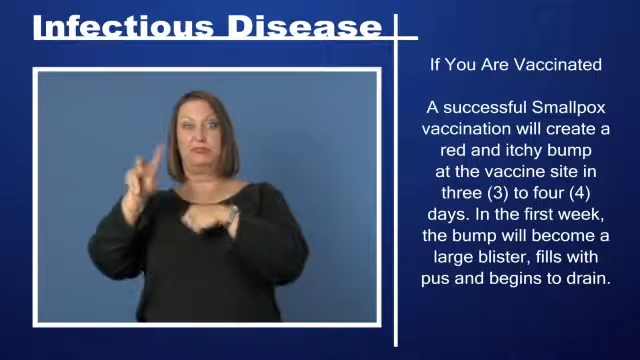 Infectious Disease
If You Are Vaccinated
A successful Smallpox
vaccination will create a
red and itchy bump
at the vaccine site in
three (3) to four (4)
days. In the first week,
the bump will become a
large blister, fills with
pus and begins to drain.